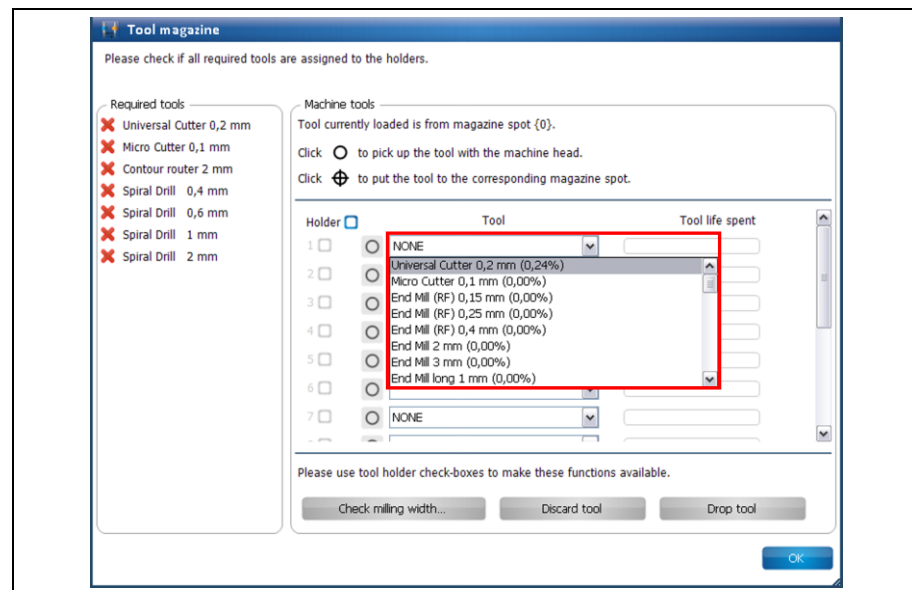 Tool magazine
Please check if all required tools are assigned to the holders.
Required tools
Universal Cutter 0,2 mm
Micro Cutter 0,1 mm
Contour router 2 mm
Spiral Drill 0,4 mm
Spiral Drill 0,6 mm
Spiral Drill 1 mm
Spiral Drill 2 mm
Machine tools
Tool currently loaded is from magazine spot {0}.
Click to pick up the tool with the machine head.
Click to put the tool to the corresponding magazine spot.
Holder Tool Tool life spent
1 NONE
Universal Cutter 0,2 mm (0,24%)
2
Micro Cutter 0,1 mm (0,00%)
3 End Mill (RF) 0,15 mm (0,00%)
End Mill (RF) 0,25 mm (0,00%)
4 End Mill (RF) 0,4 mm (0,00%)
End Mill 2 mm (0,00%)
5 End Mill 3 mm (0,00%)
End Mill long 1 mm (0,00%)
6
7 NONE
Please use tool holder check-boxes to make these functions available.
Check milling width... Discard tool Drop tool
OK